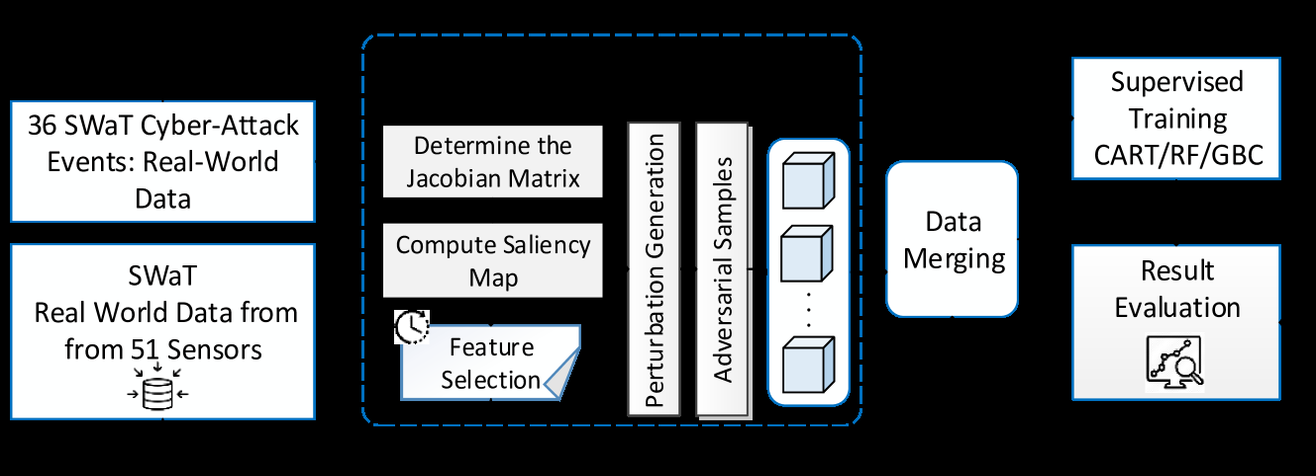 36 SWaT Cyber-Attack
Events: Real-World
Data
SWaT
Real World Data from
from 51 Sensors
Determine the
Jacobian Matrix
Compute Saliency
Map
Feature
Selection
Perturbation Generation
Adversarial Samples
Data
Merging
Supervised
Training
CART/RF/GBC
Result
Evaluation